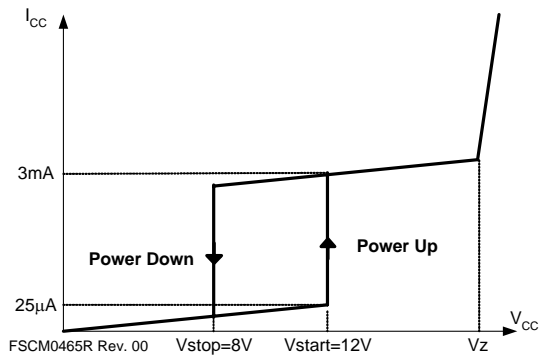 I_CC
3mA
Power Down
Power Up
25μA
V_CC
FSCM0465R Rev. 00
Vstop=8V
Vstart=12V
Vz